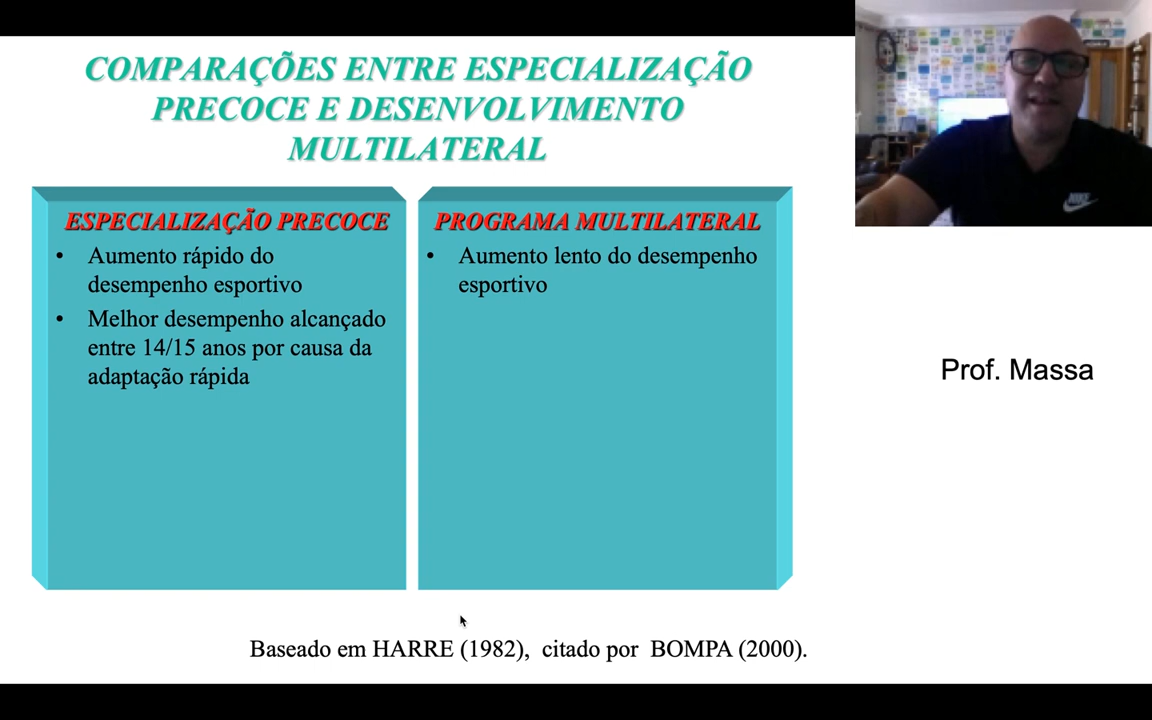 COMPARAÇÕES ENTRE ESPECIALIZAÇÃO
PRECOCE E DESENVOLVIMENTO
MULTILATERAL
ESPECIALIZAÇÃO PRECOCE
• Aumento rápido do
desempenho esportivo
• Melhor desempenho alcançado
entre 14/15 anos por causa da
adaptação rápida
PROGRAMA MULTILATERAL
• Aumento lento do desempenho
esportivo
NIKE
Prof. Massa
Baseado em HARRE (1982), citado por BOMPA (2000).